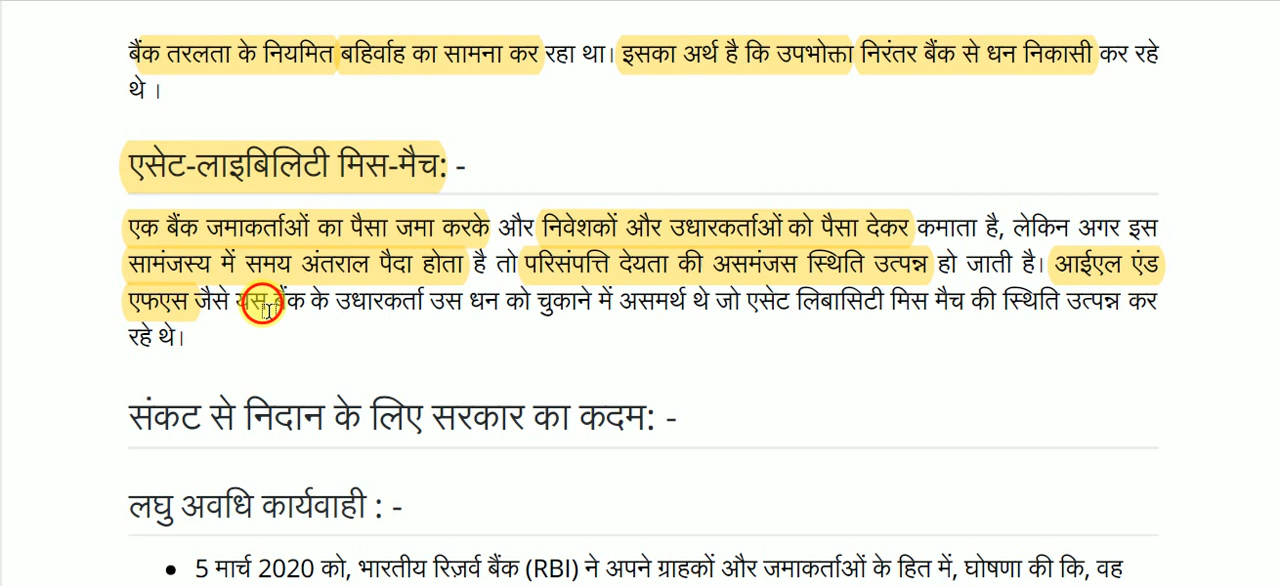 बैंक तरलता के नियमित बहिर्वाह का सामना कर रहा था। इसका अर्थ है कि उपभोक्ता निरंतर बैंक से धन निकासी कर रहे
थे ।
एसेट-लाइबिलिटी मिस-मैच: -
एक बैंक जमाकर्ताओं का पैसा जमा करके और निवेशकों और उधारकर्ताओं को पैसा देकर कमाता है, लेकिन अगर इस
सामंजस्य में समय अंतराल पैदा होता है तो परिसंपत्ति देयता की असमंजस स्थिति उत्पन्न हो जाती है। आईएल एंड
एफएस जैसे यस बैंक के उधारकर्ता उस धन को चुकाने में असमर्थ थे जो एसेट लिबासिटी मिस मैच की स्थिति उत्पन्न कर
रहे थे।
संकट से निदान के लिए सरकार का कदम: -
लघु अवधि कार्यवाही : -
• 5 मार्च 2020 को, भारतीय रिज़र्व बैंक (RBI) ने अपने ग्राहकों और जमाकर्ताओं के हित में, घोषणा की कि, वह